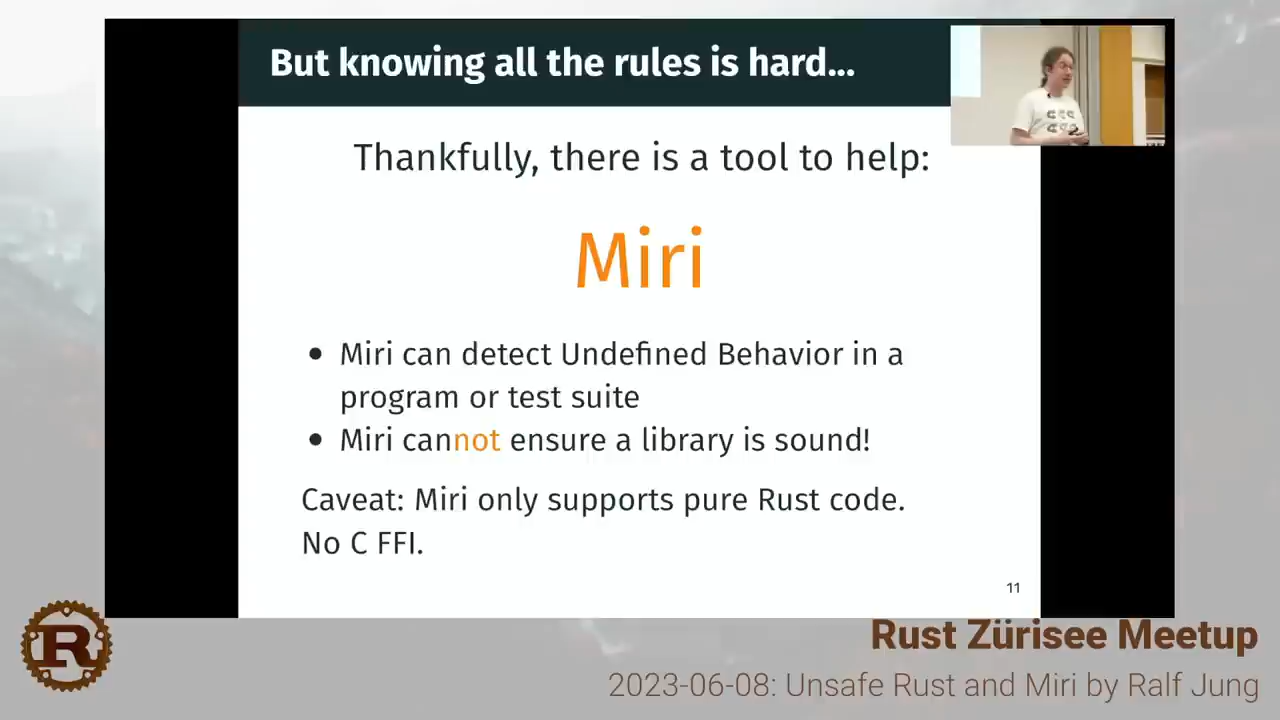 But knowing all the rules is hard...
Thankfully, there is a tool to help:
Miri
• Miri can detect Undefined Behavior in a
program or test suite
• Miri cannot ensure a library is sound!
Caveat: Miri only supports pure Rust code.
No C FFI.
11
R
Rust Zürisee Meetup
2023-06-08: Unsafe Rust and Miri by Ralf Jung